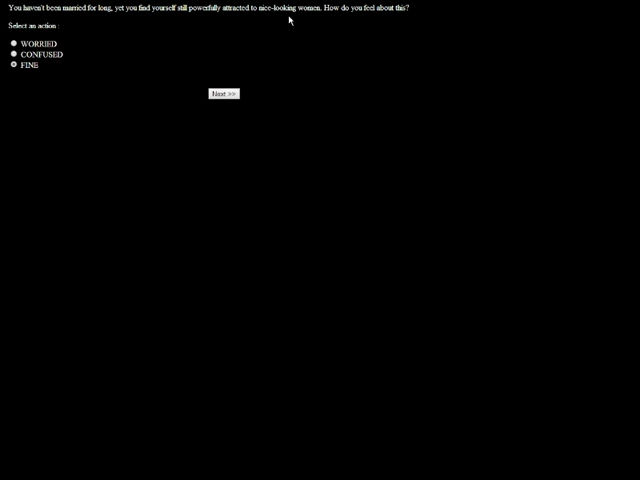 You haven't been married for long, yet you find yourself still powerfully attracted to nice-looking women. How do you feel about this?
Select an action :
WORRIED
CONFUSED
FINE
Next >>